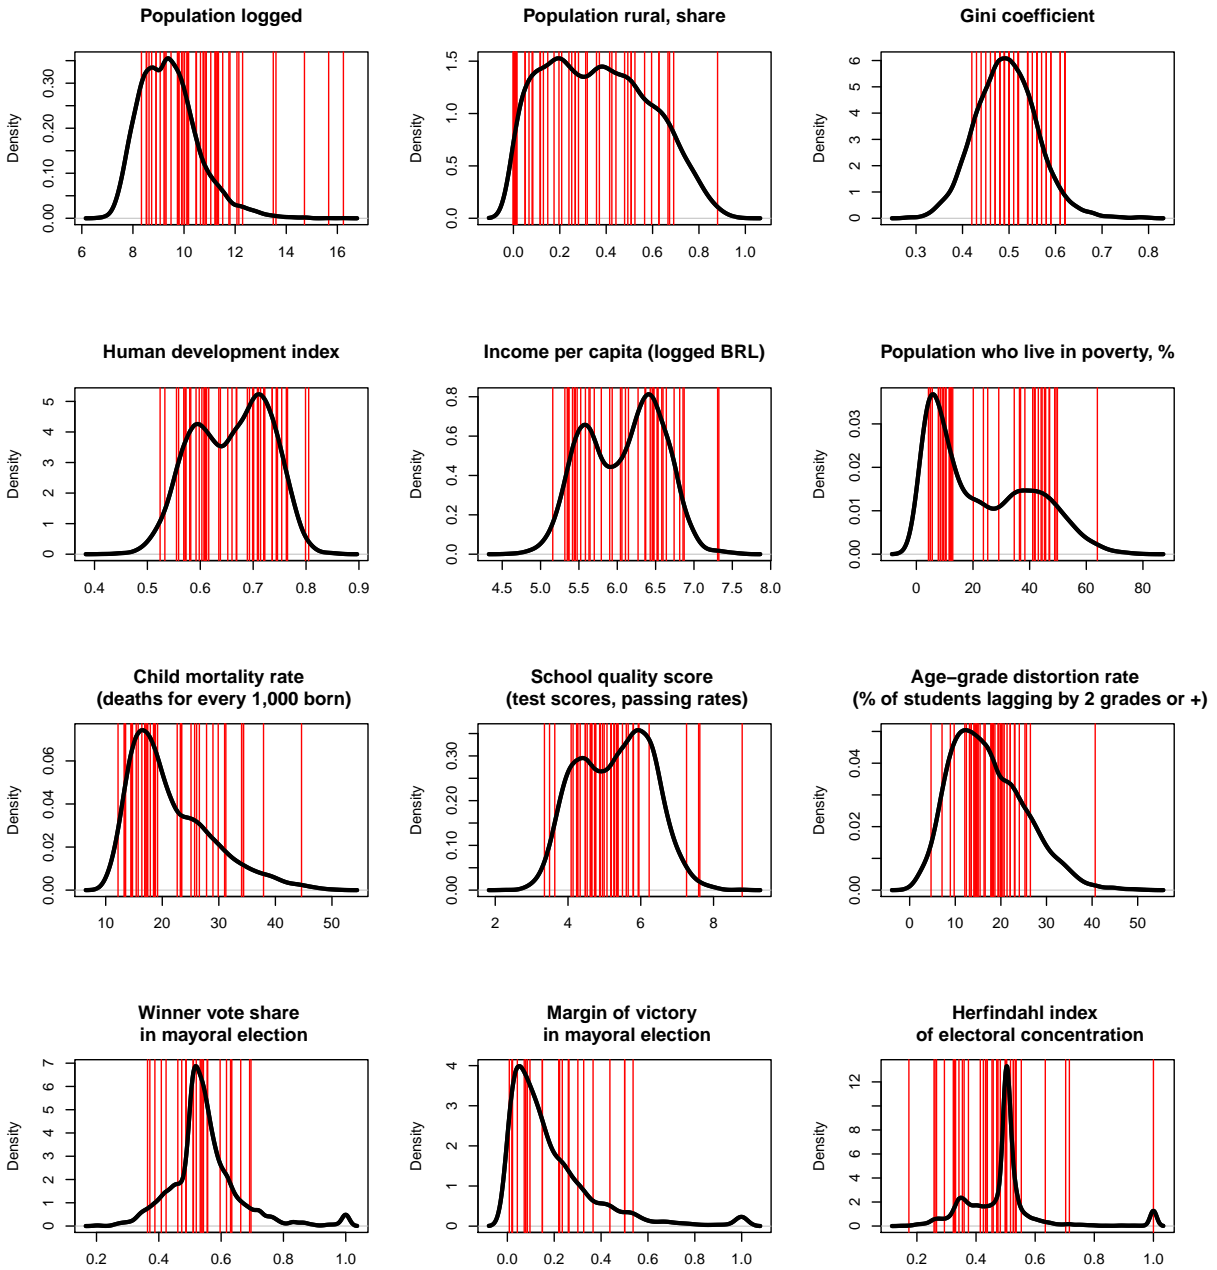 Population logged
Population rural, share
Gini coefficient
Density
0.00 0.10 0.20 0.30
6 8 10 12 14 16
Density
0.0 0.5 1.0 1.5
0.0 0.2 0.4 0.6 0.8 1.0
Density
0 1 2 3 4 5 6
0.3 0.4 0.5 0.6 0.7 0.8
Human development index
Income per capita (logged BRL)
Population who live in poverty, %
Density
0 1 2 3 4 5
0.4 0.5 0.6 0.7 0.8 0.9
Density
0.0 0.2 0.4 0.6 0.8
4.5 5.0 5.5 6.0 6.5 7.0 7.5 8.0
Density
0.00 0.01 0.02 0.03
0 20 40 60 80
Child mortality rate
(deaths for every 1,000 born)
School quality score
(test scores, passing rates)
Age−grade distortion rate
(% of students lagging by 2 grades or +)
Density
0.00 0.02 0.04 0.06
10 20 30 40 50
Density
0.00 0.10 0.20 0.30
2 4 6 8
Density
0.00 0.02 0.04
0 10 20 30 40 50
Winner vote share
in mayoral election
Margin of victory
in mayoral election
Herfindahl index
of electoral concentration
Density
0 1 2 3 4 5 6 7
0.2 0.4 0.6 0.8 1.0
Density
0 1 2 3 4
0.0 0.2 0.4 0.6 0.8 1.0
Density
0 2 4 8 12
0.2 0.4 0.6 0.8 1.0